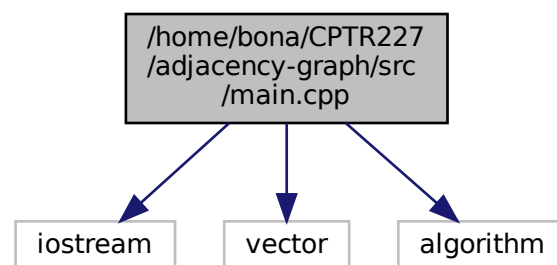 /home/bona/CPTR227
/adjacency-graph/src
/main.cpp
iostream
vector
algorithm